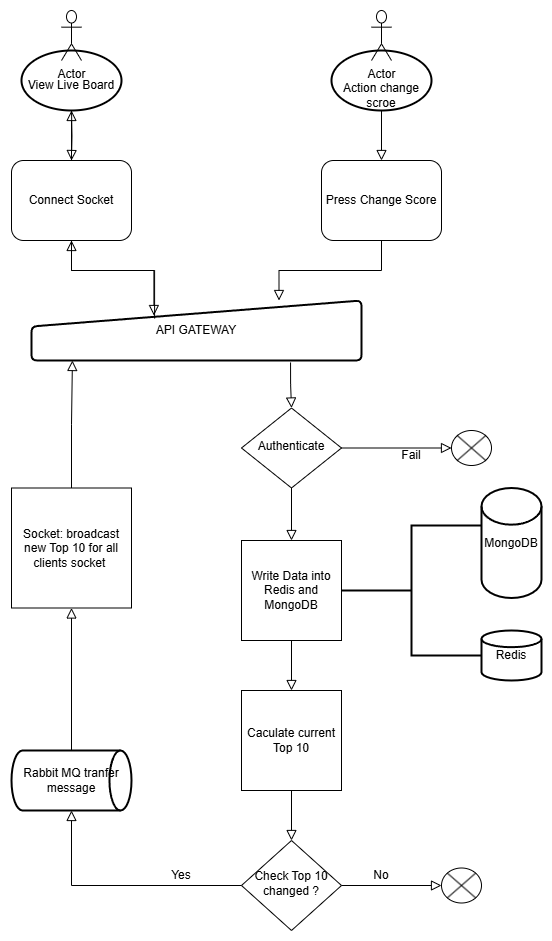 Actor
View Live Board
Actor
Action change
scroe
Connect Socket
Press Change Score
API GATEWAY
Authenticate
Fail
Socket: broadcast
new Top 10 for all
clients socket
Write Data into
Redis and
MongoDB
MongoDB
Redis
Caculate current
Top 10
Rabbit MQ tranfer
message
Yes
Check Top 10
changed ?
No